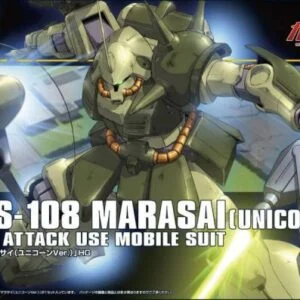 S-108 MARASAI(UNICO
ATTACK USE MOBILE SUIT
サイ(ユニコーンVer.)」HG